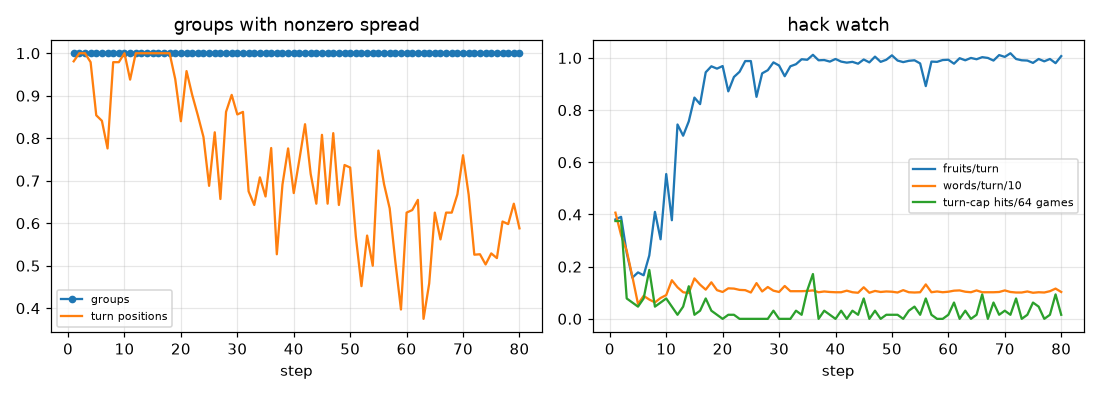 groups with nonzero spread
1.0
0.9
0.8
0.7
0.6
0.5
0.4
groups
turn positions
0 10 20 30 40 50 60 70 80
step
hack watch
1.0
0.8
0.6
0.4
0.2
0.0
fruits/turn
words/turn/10
turn-cap hits/64 games
0 10 20 30 40 50 60 70 80
step